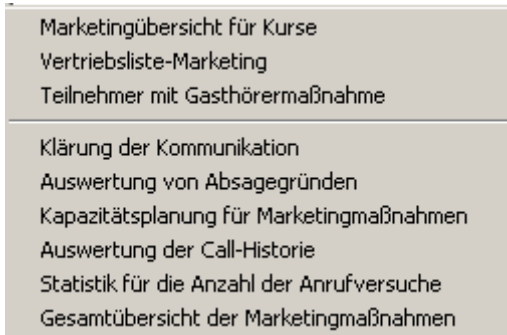 Marketingübersicht für Kurse
Vertriebsliste-Marketing
Teilnehmer mit Gasthörermaßnahme
Klärung der Kommunikation
Auswertung von Absagegründen
Kapazitätsplanung für Marketingmaßnahmen
Auswertung der Call-Historie
Statistik für die Anzahl der Anrufversuche
Gesamtübersicht der Marketingmaßnahmen